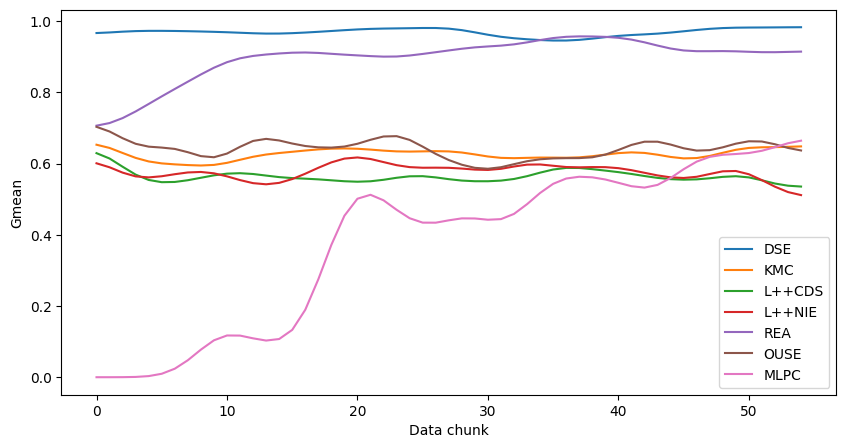 1.0
0.8
0.6
0.4
0.2
0.0
Gmean
0 10 20 30 40 50
Data chunk
DSE
KMC
L++CDS
L++NIE
REA
OUSE
MLPC